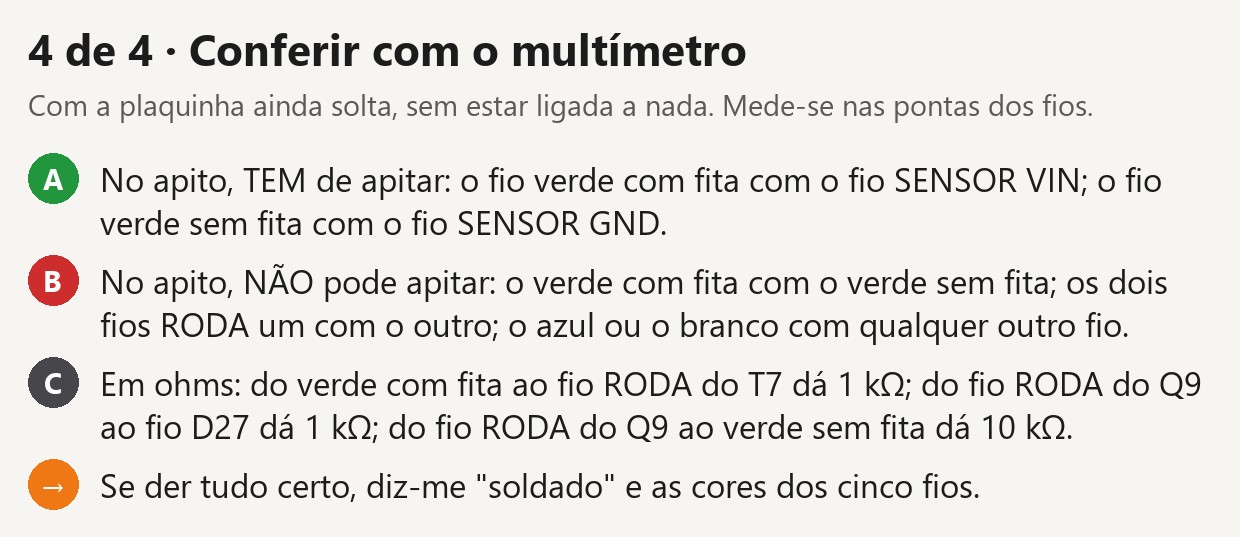 4 de 4 · Conferir com o multímetro
Com a plaquinha ainda solta, sem estar ligada a nada. Mede-se nas pontas dos fios.
A No apito, TEM de apitar: o fio verde com fita com o fio SENSOR VIN; o fio
verde sem fita com o fio SENSOR GND.
B No apito, NÃO pode apitar: o verde com fita com o verde sem fita; os dois
fios RODA um com o outro; o azul ou o branco com qualquer outro fio.
C Em ohms: do verde com fita ao fio RODA do T7 dá 1 kΩ; do fio RODA do Q9
ao fio D27 dá 1 kΩ; do fio RODA do Q9 ao verde sem fita dá 10 kΩ.
→ Se der tudo certo, diz-me "soldado" e as cores dos cinco fios.